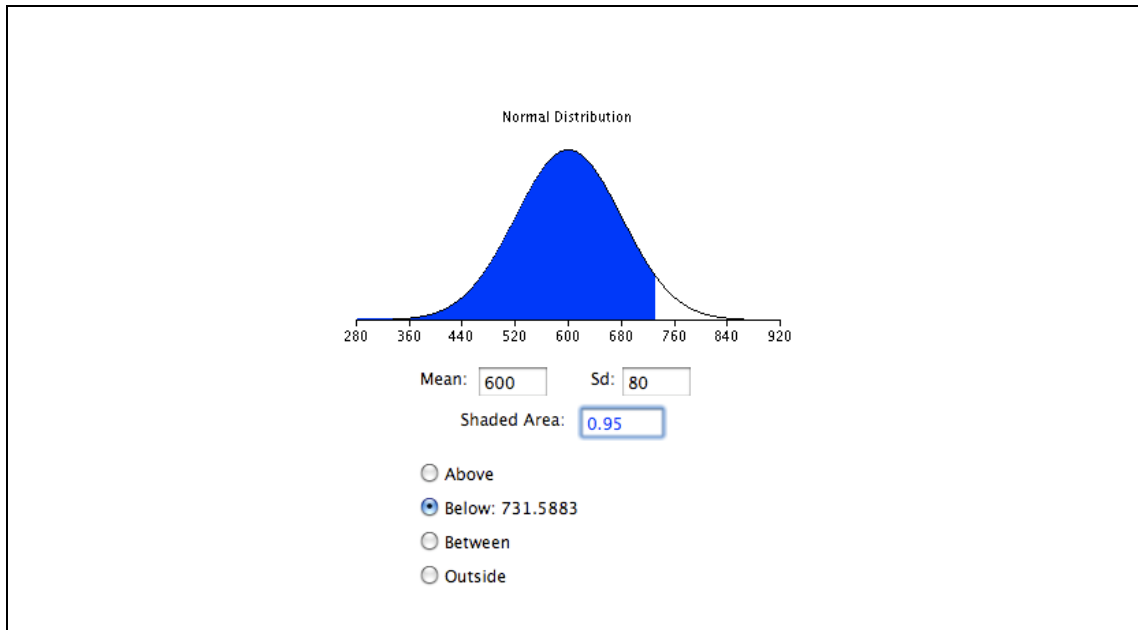 Normal Distribution
280 360 440 520 600 680 760 840 920
Mean: 600 Sd: 80
Shaded Area: 0.95
Above
Below: 731.5883
Between
Outside